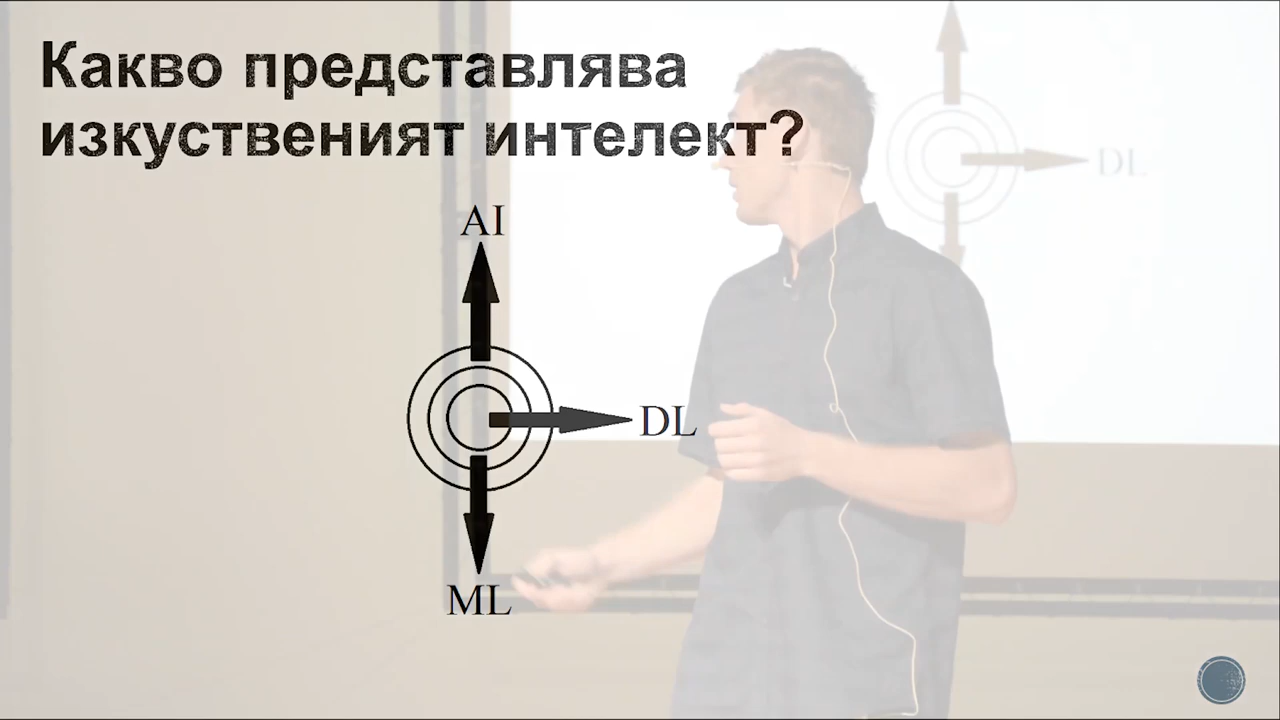 Какво представлява
изкуственият интелект?
AI
DL
DL
ML